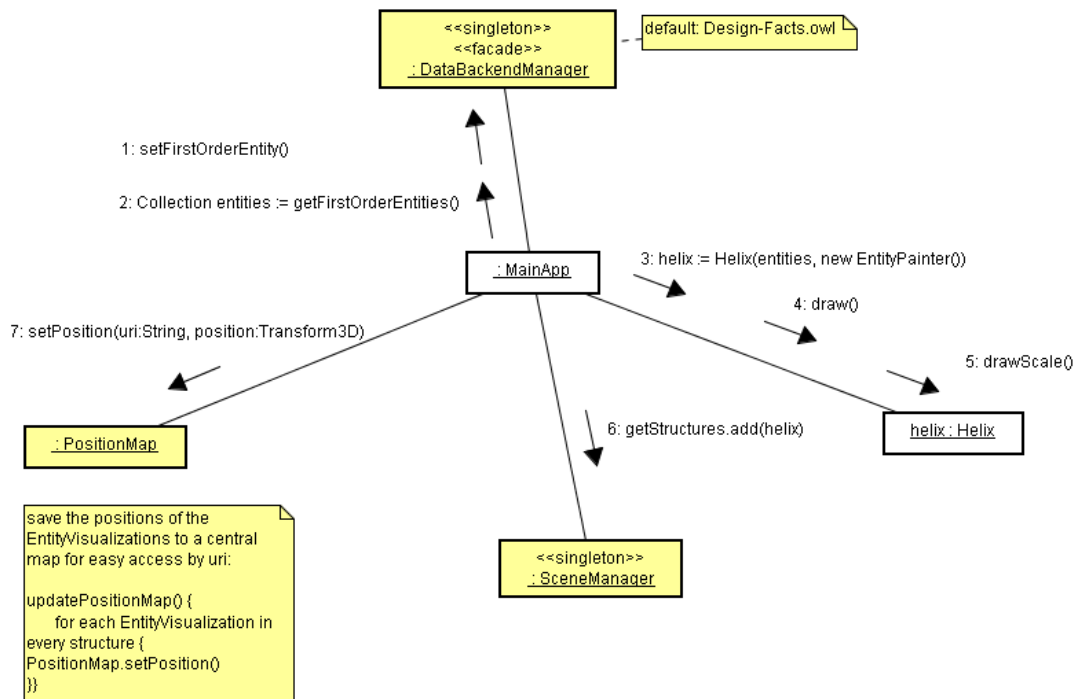 <<singleton>>
<<facade>>
: DataBackendManager
default: Design-Facts.owl
1: setFirstOrderEntity()
2: Collection entities := getFirstOrderEntities()
: MainApp
3: helix := Helix(entities, new EntityPainter())
4: draw()
7: setPosition(uri:String, position:Transform3D)
5: drawScale()
: PositionMap
6: getStructures.add(helix)
helix : Helix
save the positions of the
EntityVisualizations to a central
map for easy access by uri:
updatePositionMap() {
for each EntityVisualization in
every structure {
PositionMap.setPosition()
}}
<<singleton>>
: SceneManager